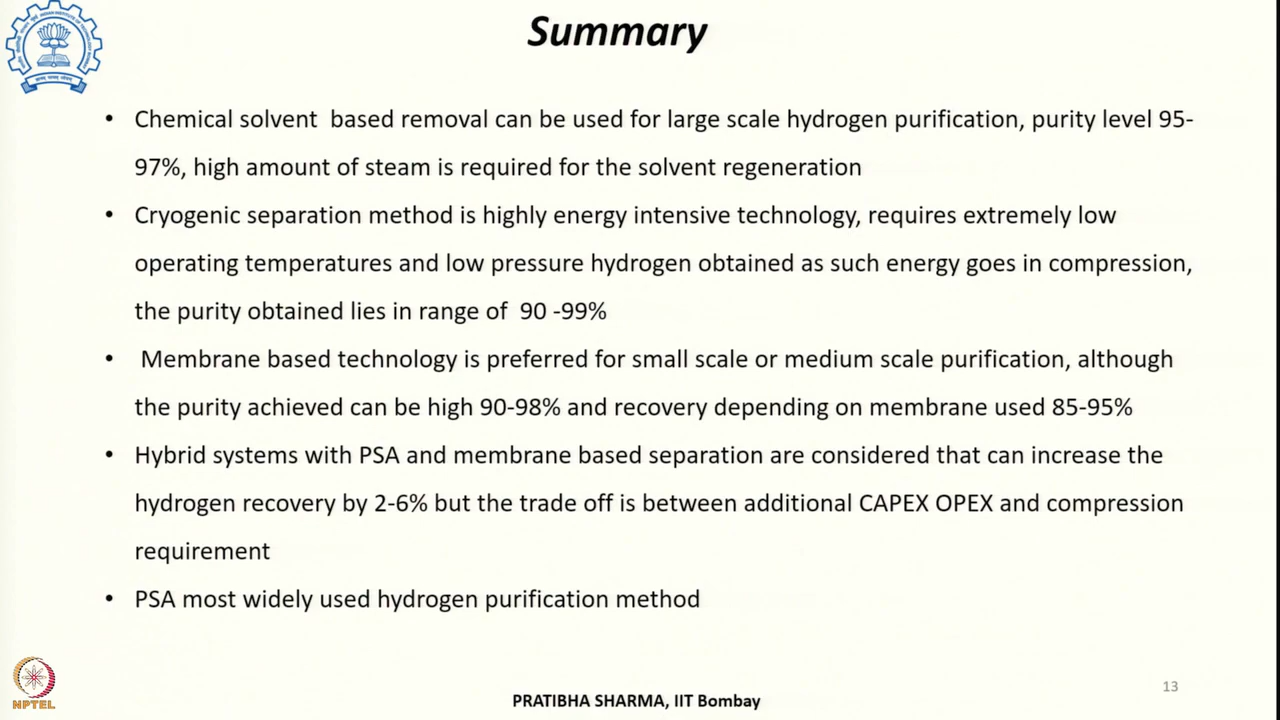 Summary
• Chemical solvent based removal can be used for large scale hydrogen purification, purity level 95-
97%, high amount of steam is required for the solvent regeneration
• Cryogenic separation method is highly energy intensive technology, requires extremely low
operating temperatures and low pressure hydrogen obtained as such energy goes in compression,
the purity obtained lies in range of 90 -99%
• Membrane based technology is preferred for small scale or medium scale purification, although
the purity achieved can be high 90-98% and recovery depending on membrane used 85-95%
• Hybrid systems with PSA and membrane based separation are considered that can increase the
hydrogen recovery by 2-6% but the trade off is between additional CAPEX OPEX and compression
requirement
• PSA most widely used hydrogen purification method
NPTEL
PRATIBHA SHARMA, IIT Bombay
13